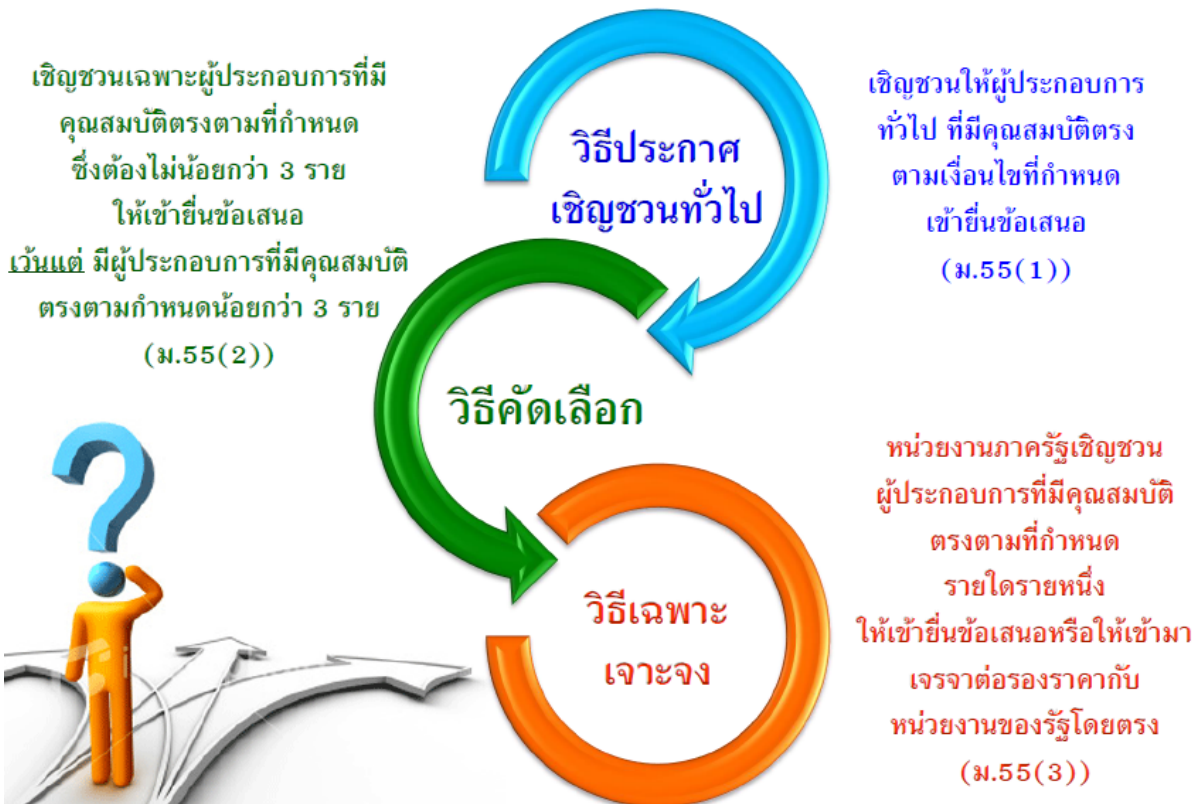 เชิญชวนเฉพาะผู้ประกอบการที่มี
คุณสมบัติตรงตามที่กำหนด
ซึ่งต้องไม่น้อยกว่า 3 ราย
ให้เข้ายื่นข้อเสนอ
เว้นแต่ มีผู้ประกอบการที่มีคุณสมบัติ
ตรงตามกำหนดน้อยกว่า 3 ราย
(ม.55(2))
วิธีประกาศ
เชิญชวนทั่วไป
เชิญชวนให้ผู้ประกอบการ
ทั่วไป ที่มีคุณสมบัติตรง
ตามเงื่อนไขที่กำหนด
เข้ายื่นข้อเสนอ
(ม.55(1))
วิธีคัดเลือก
วิธีเฉพาะ
เจาะจง
หน่วยงานภาครัฐเชิญชวน
ผู้ประกอบการที่มีคุณสมบัติ
ตรงตามที่กำหนด
รายใดรายหนึ่ง
ให้เข้ายื่นข้อเสนอหรือให้เข้ามา
เจรจาต่อรองราคากับ
หน่วยงานของรัฐโดยตรง
(ม.55(3))